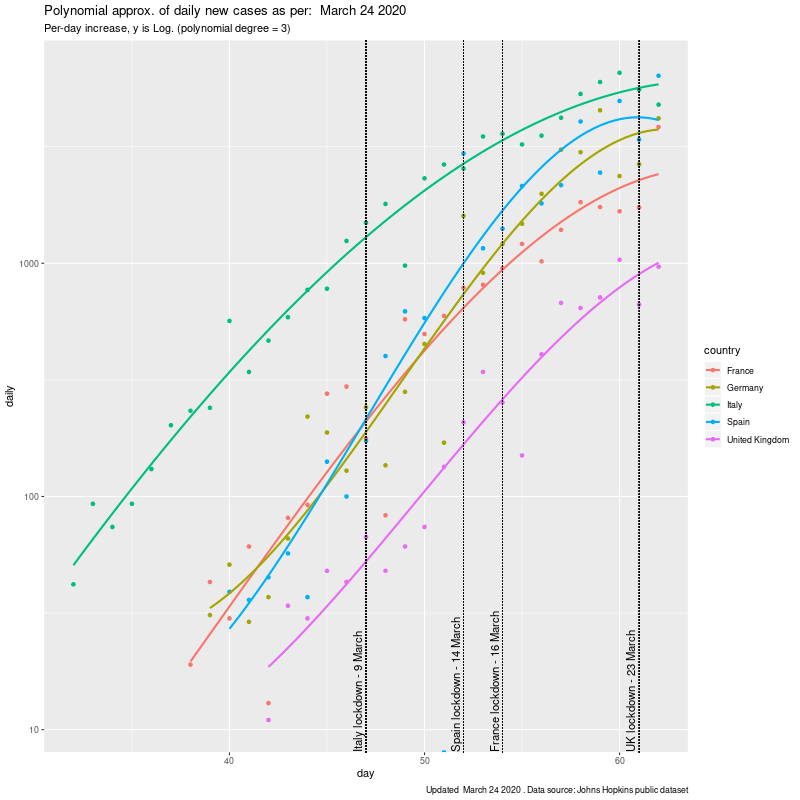 Polynomial approx. of daily new cases as per:  March 24 2020
Per-day increase, y is Log. (polynomial degree = 3)
daily
1000
100
10
Italy lockdown - 9 March
Spain lockdown - 14 March
France lockdown - 16 March
UK lockdown - 23 March
40
50
60
day
country
France
Germany
Italy
Spain
United Kingdom
Updated  March 24 2020 . Data source: Johns Hopkins public dataset